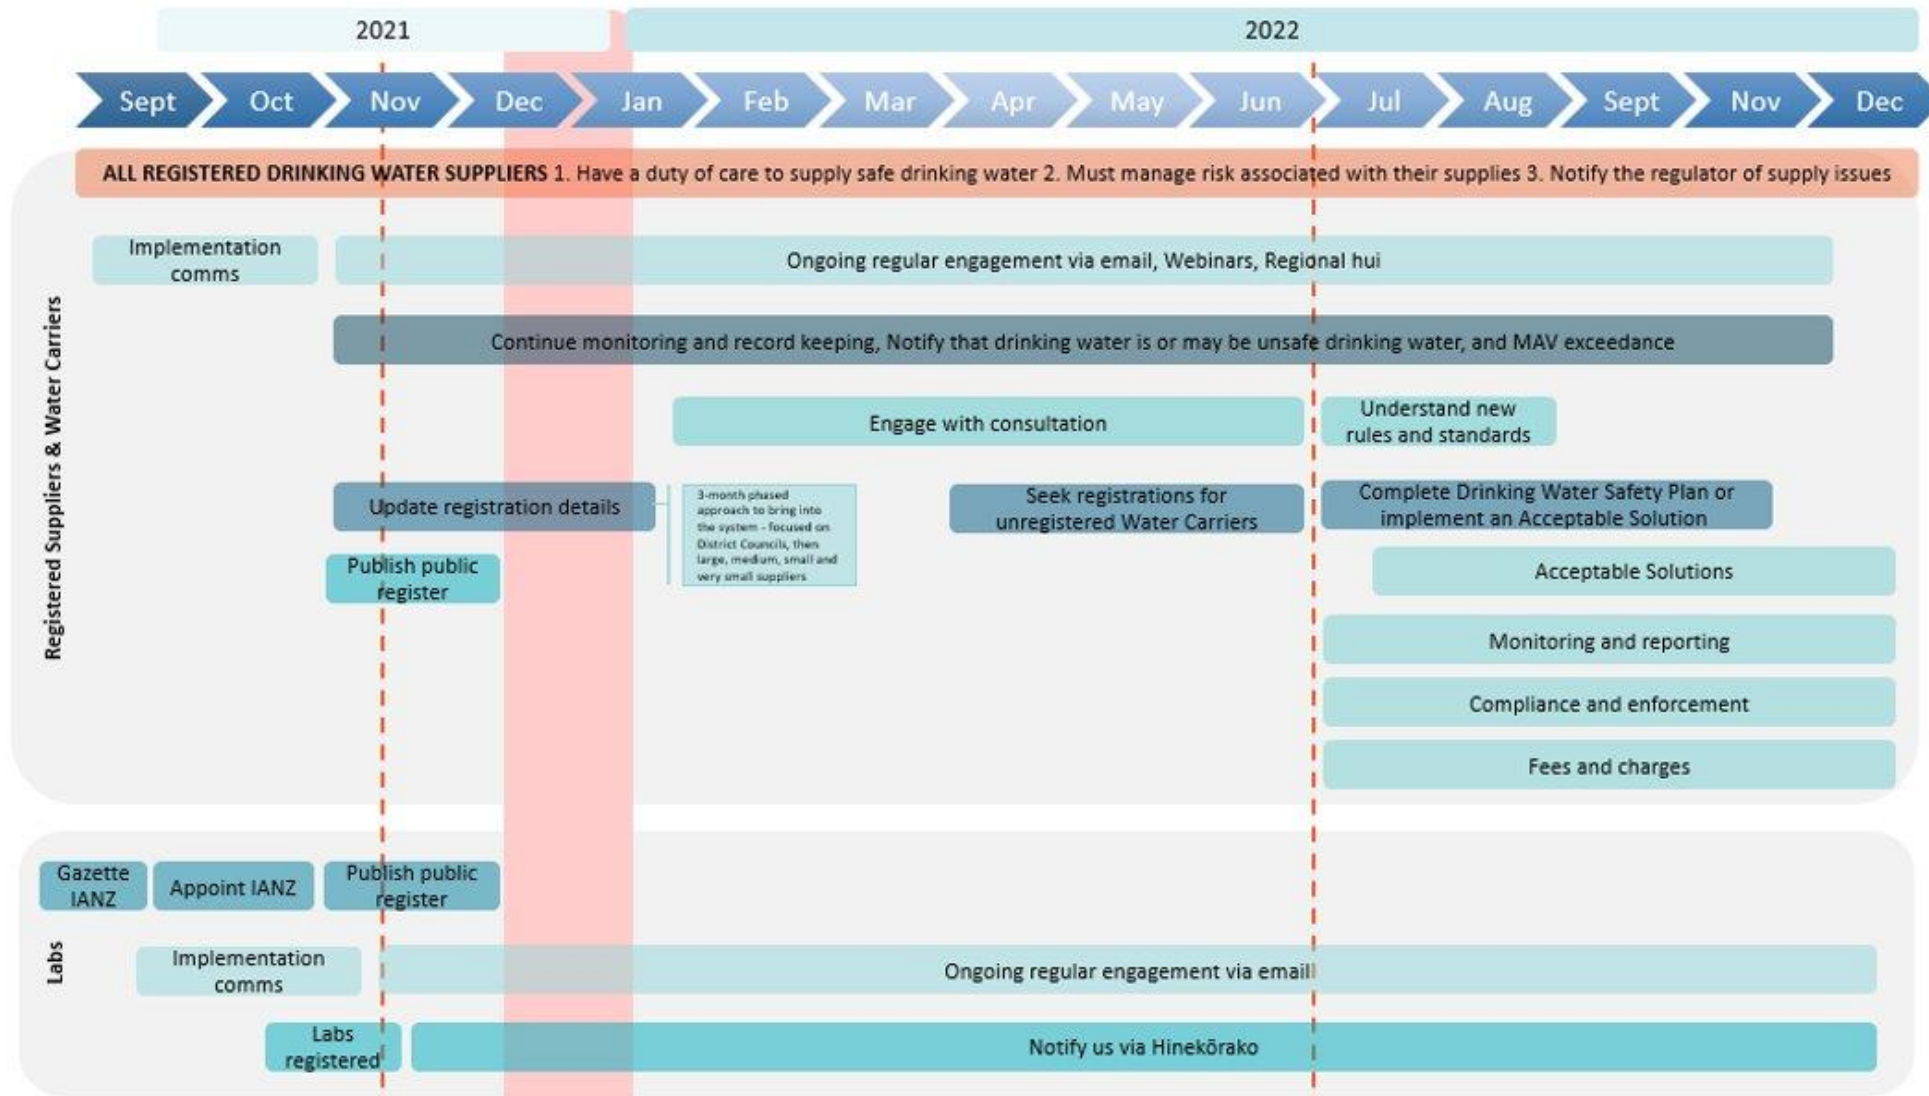 2021
2022
Sept
Oct
Nov
Dec
Jan
Feb
Mar
Apr
May
Jun
Jul
Aug
Sept
Nov
Dec
ALL REGISTERED DRINKING WATER SUPPLIERS 1. Have a duty of care to supply safe drinking water 2. Must manage risk associated with their supplies 3. Notify the regulator of supply issues
Registered Suppliers & Water Carriers
Implementation
comms
Ongoing regular engagement via email, Webinars, Regional hui
Continue monitoring and record keeping, Notify that drinking water is or may be unsafe drinking water, and MAV exceedance
Engage with consultation
Understand new
rules and standards
Update registration details
3-month phased
approach to bring into
the system - focused on
District Councils, then
large, medium, small and
very small suppliers
Seek registrations for
unregistered Water Carriers
Complete Drinking Water Safety Plan or
implement an Acceptable Solution
Publish public
register
Acceptable Solutions
Monitoring and reporting
Compliance and enforcement
Fees and charges
Labs
Gazette
IANZ
Appoint IANZ
Publish public
register
Implementation
comms
Ongoing regular engagement via email
Labs
registered
Notify us via Hinekōrako